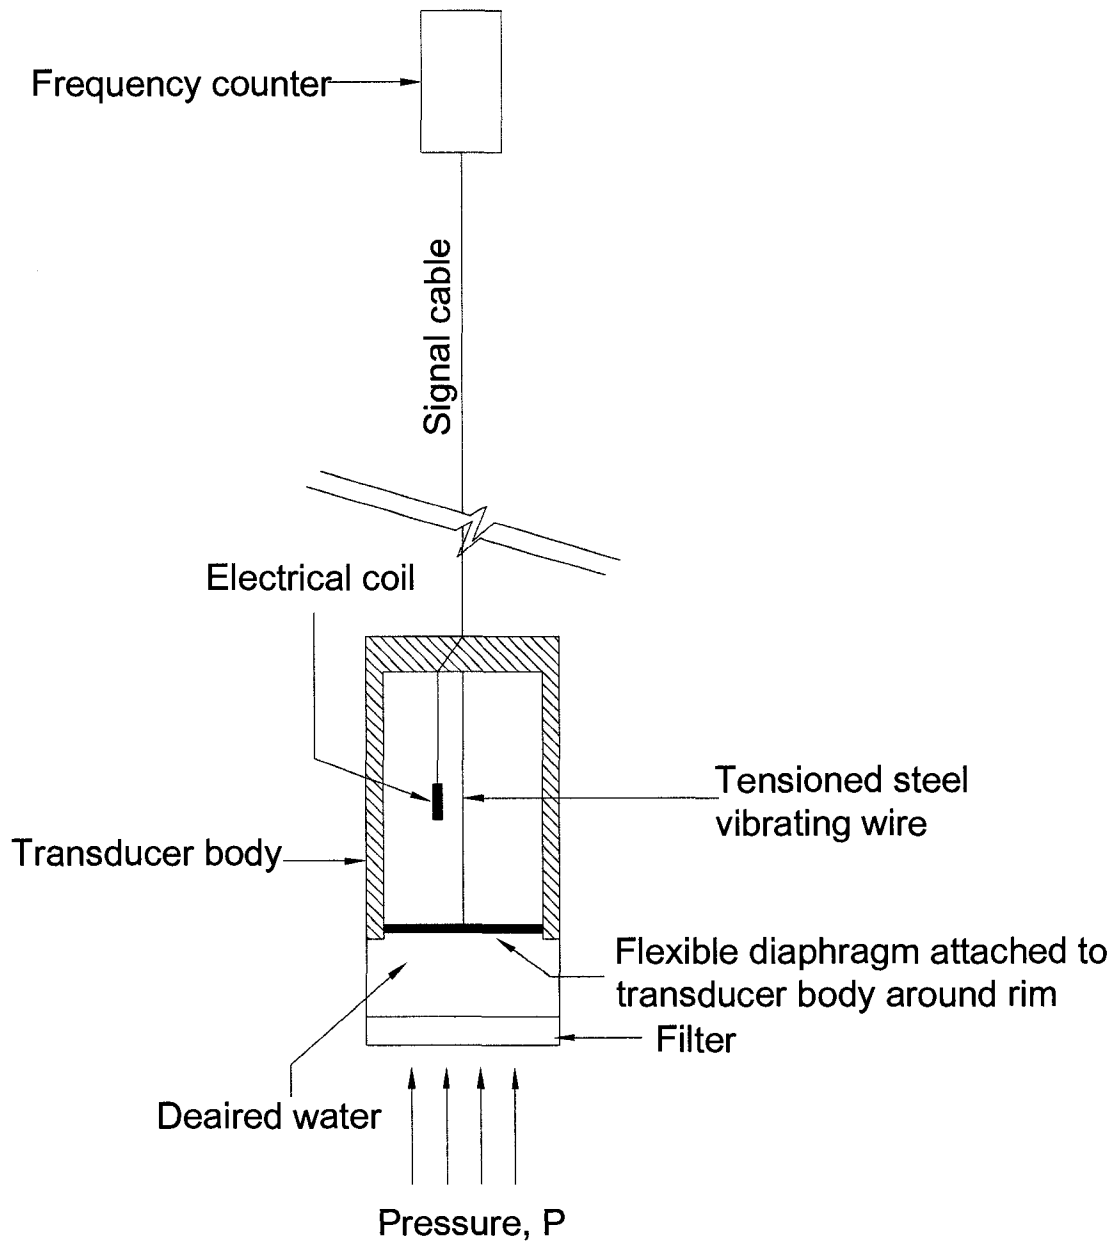 Frequency counter
Signal cable
Electrical coil
Tensioned steel
vibrating wire
Transducer body
Flexible diaphragm attached to
transducer body around rim
Filter
Deaired water
Pressure, P